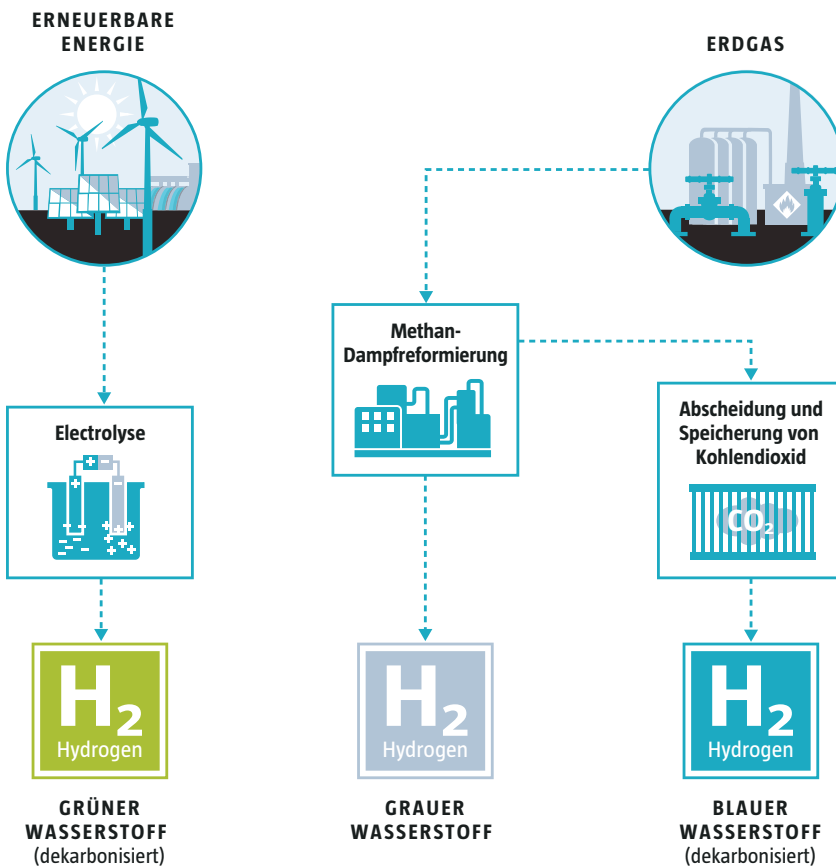 ERNEUERBARE
ENERGIE
ERDGAS
Methan-
Dampfreformierung
Electrolyse
Abscheidung und
Speicherung von
Kohlendioxid
CO₂
H₂
Hydrogen
H₂
Hydrogen
H₂
Hydrogen
GRÜNER
WASSERSTOFF
(dekarbonisiert)
GRAUER
WASSERSTOFF
BLAUER
WASSERSTOFF
(dekarbonisiert)